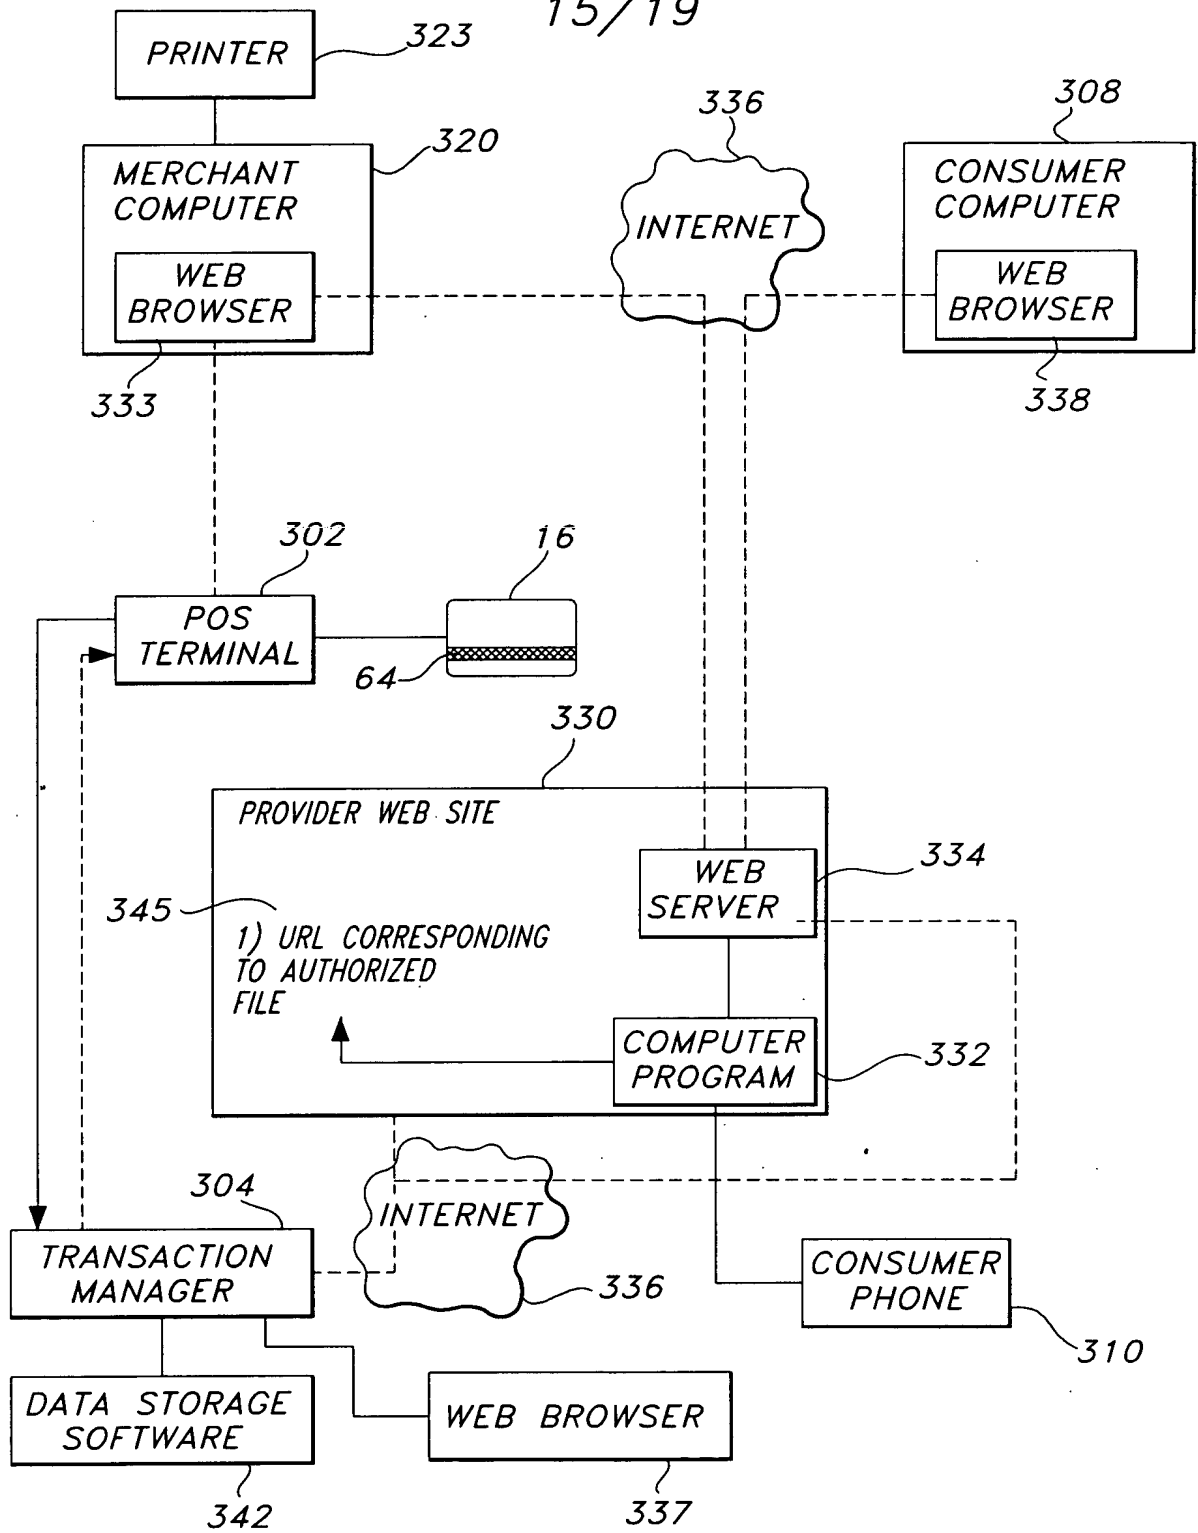 15/19
PRINTER
323
336
308
320
MERCHANT
COMPUTER
INTERNET
CONSUMER
COMPUTER
WEB
BROWSER
WEB
BROWSER
333
338
302
16
POS
TERMINAL
64
330
PROVIDER WEB SITE
334
WEB
SERVER
345
1) URL CORRESPONDING
TO AUTHORIZED
FILE
COMPUTER
PROGRAM
332
304
INTERNET
TRANSACTION
MANAGER
CONSUMER
PHONE
336
310
DATA STORAGE
SOFTWARE
WEB BROWSER
342
337